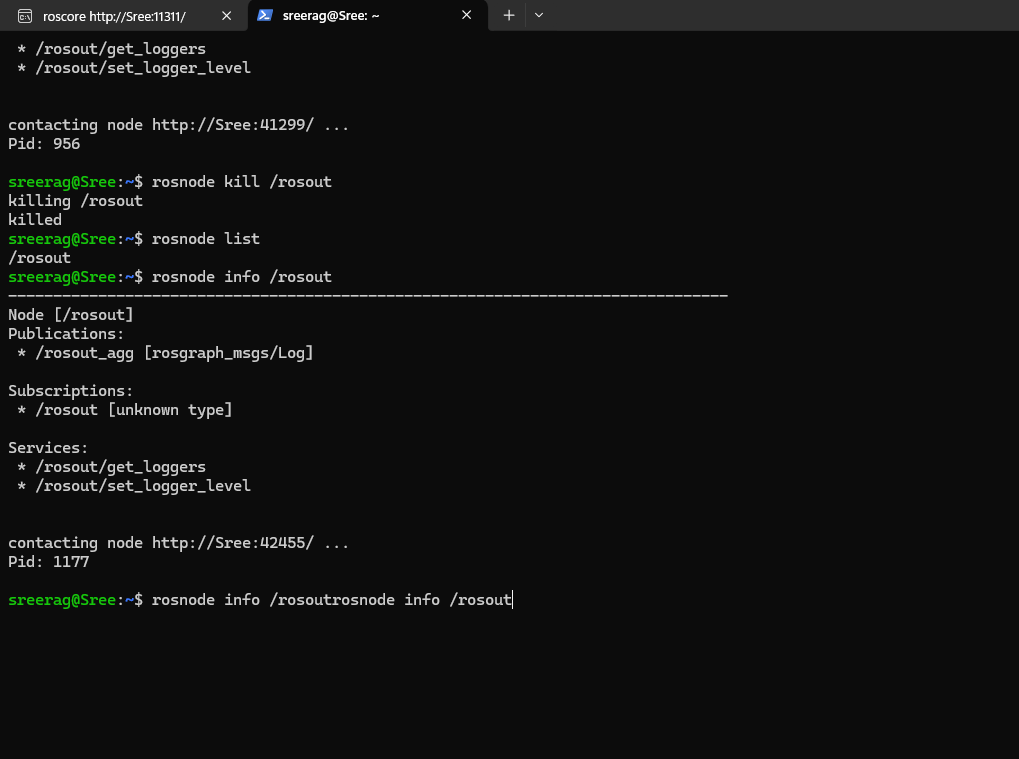 roscore http://Sree:11311/
sreerag@Sree: ~
* /rosout/get_loggers
* /rosout/set_logger_level
contacting node http://Sree:41299/ ...
Pid: 956
sreerag@Sree:~$ rosnode kill /rosout
killing /rosout
killed
sreerag@Sree:~$ rosnode list
/rosout
sreerag@Sree:~$ rosnode info /rosout
--------------------------------------------------------------------------------
Node [/rosout]
Publications:
* /rosout_agg [rosgraph_msgs/Log]
Subscriptions:
* /rosout [unknown type]
Services:
* /rosout/get_loggers
* /rosout/set_logger_level
contacting node http://Sree:42455/ ...
Pid: 1177
sreerag@Sree:~$ rosnode info /rosoutrosnode info /rosout